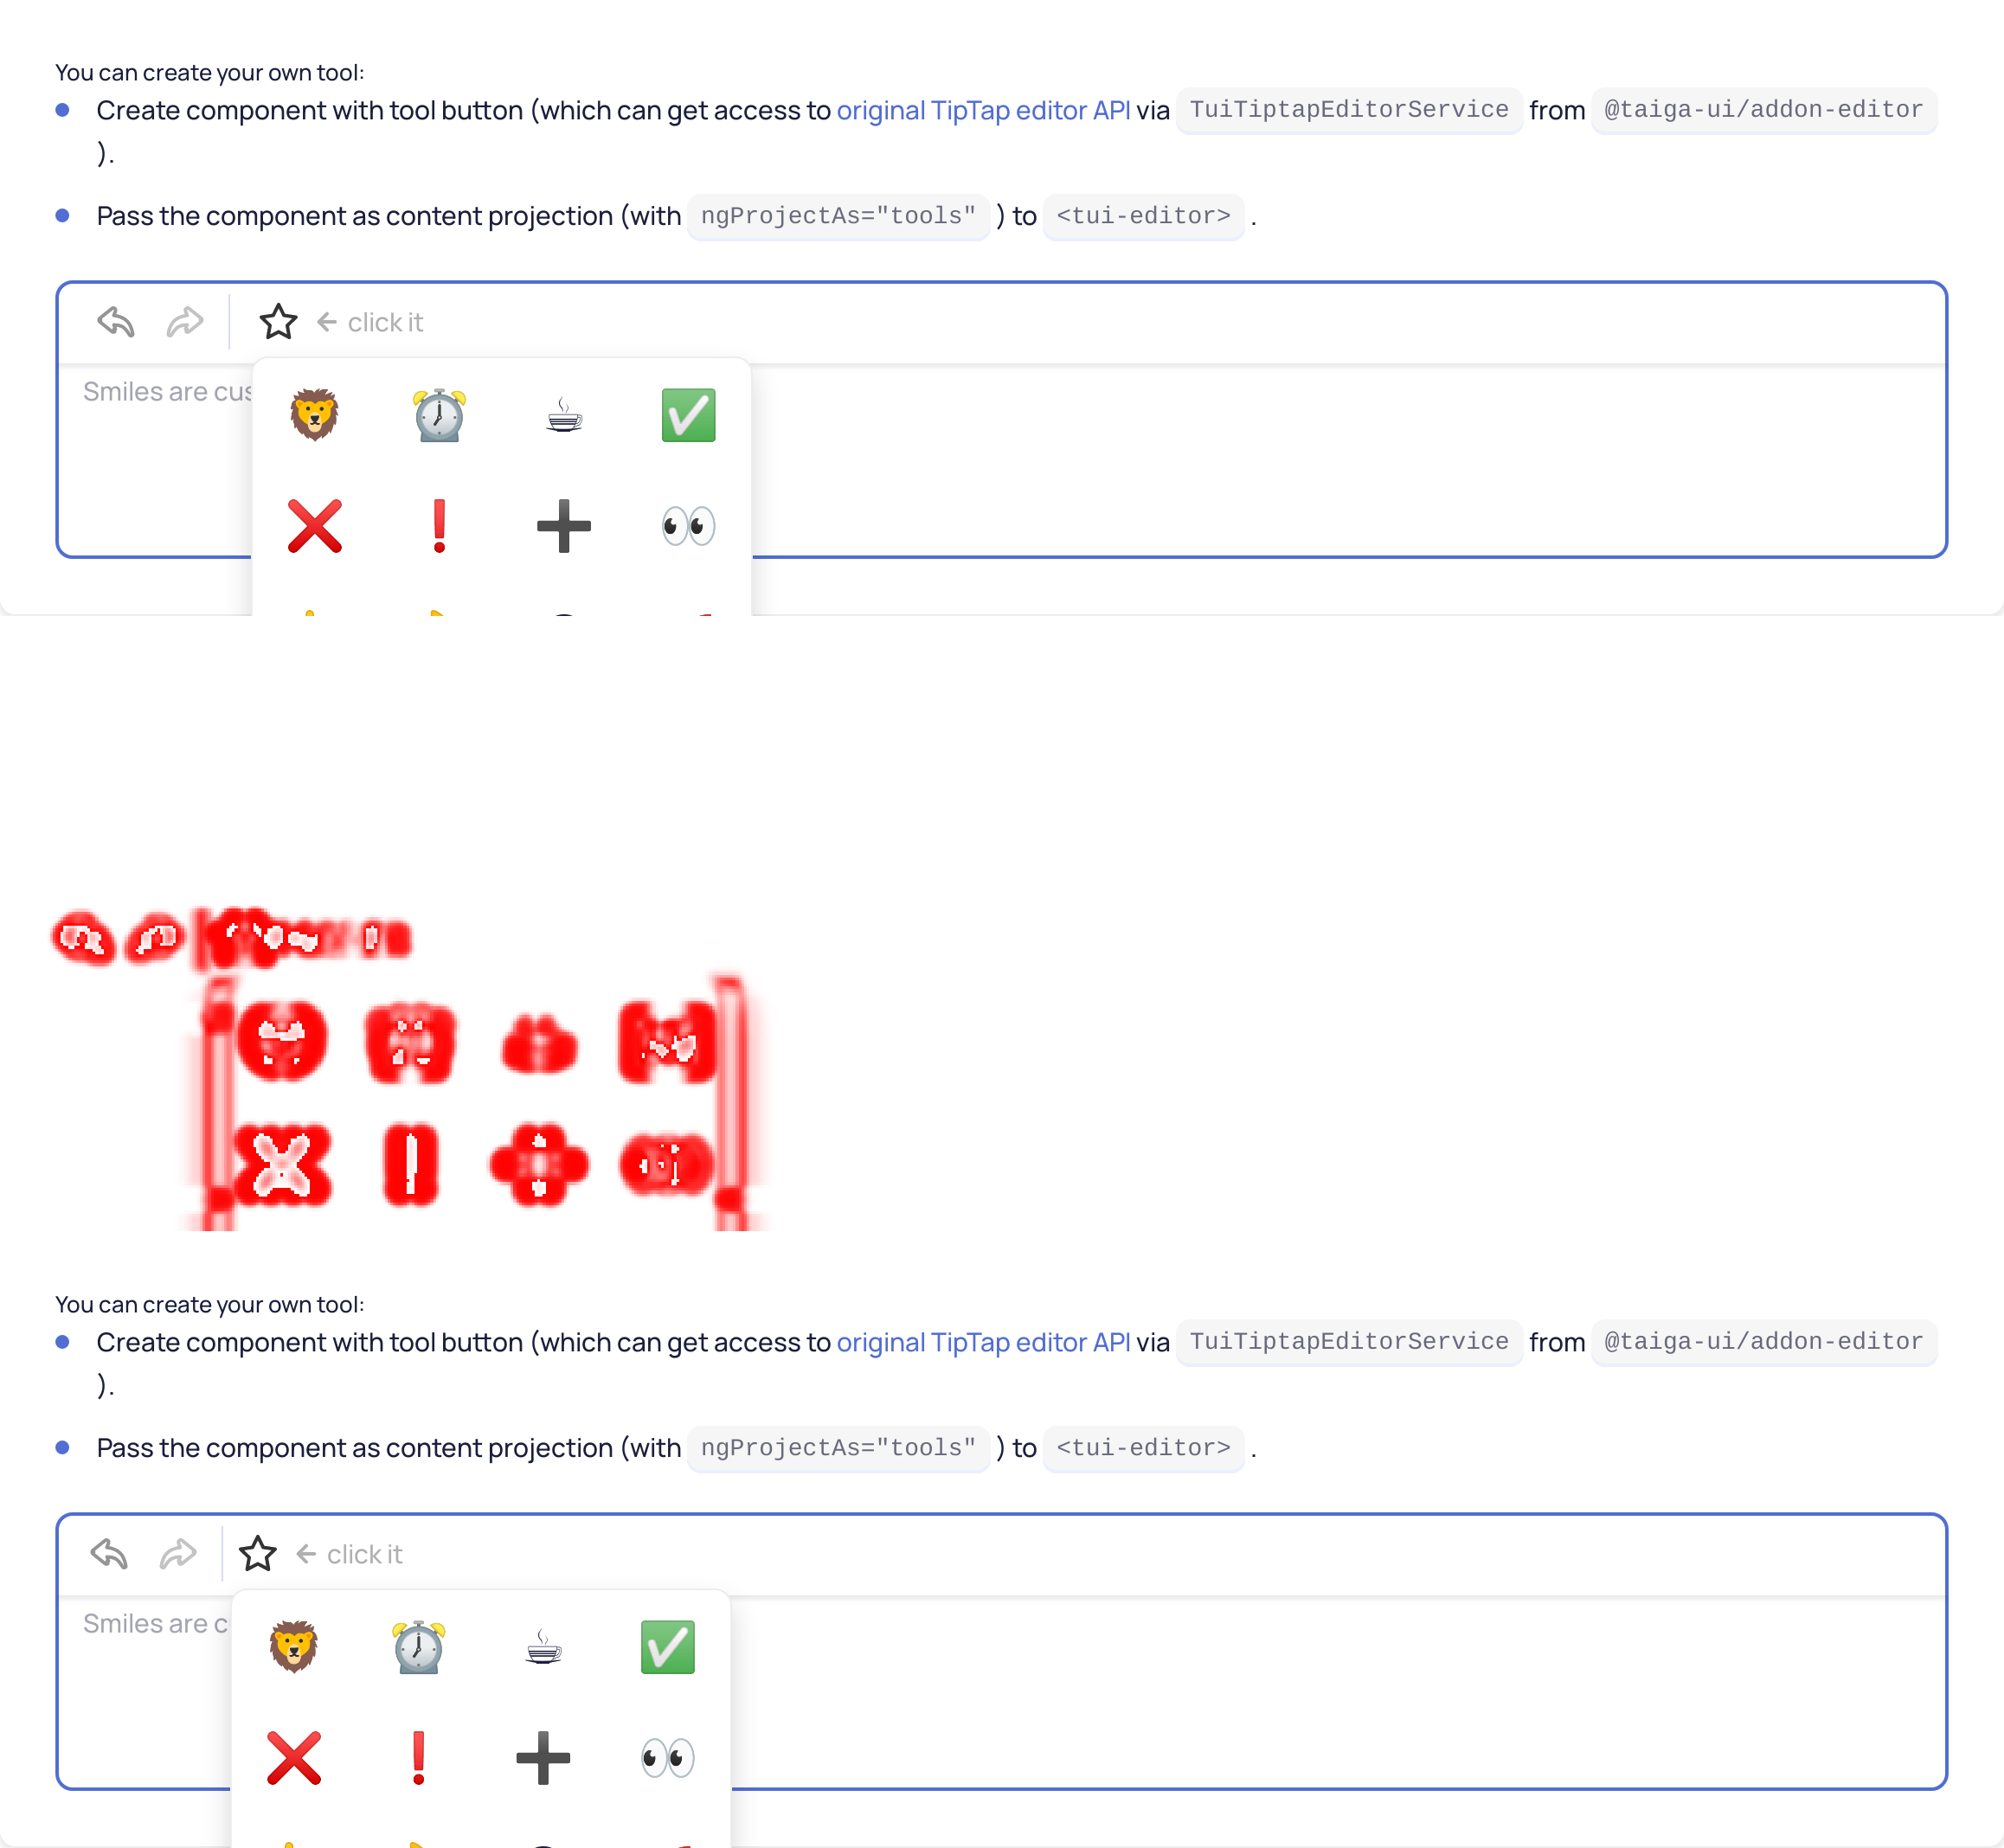 You can create your own tool:
Create component with tool button (which can get access to original TipTap editor API via TuiTiptapEditorService from @taiga-ui/addon-editor
).
Pass the component as content projection (with ngProjectAs="tools" ) to <tui-editor> .
← click it
Smiles are cus
You can create your own tool:
Create component with tool button (which can get access to original TipTap editor API via TuiTiptapEditorService from @taiga-ui/addon-editor
).
Pass the component as content projection (with ngProjectAs="tools" ) to <tui-editor> .
← click it
Smiles are c